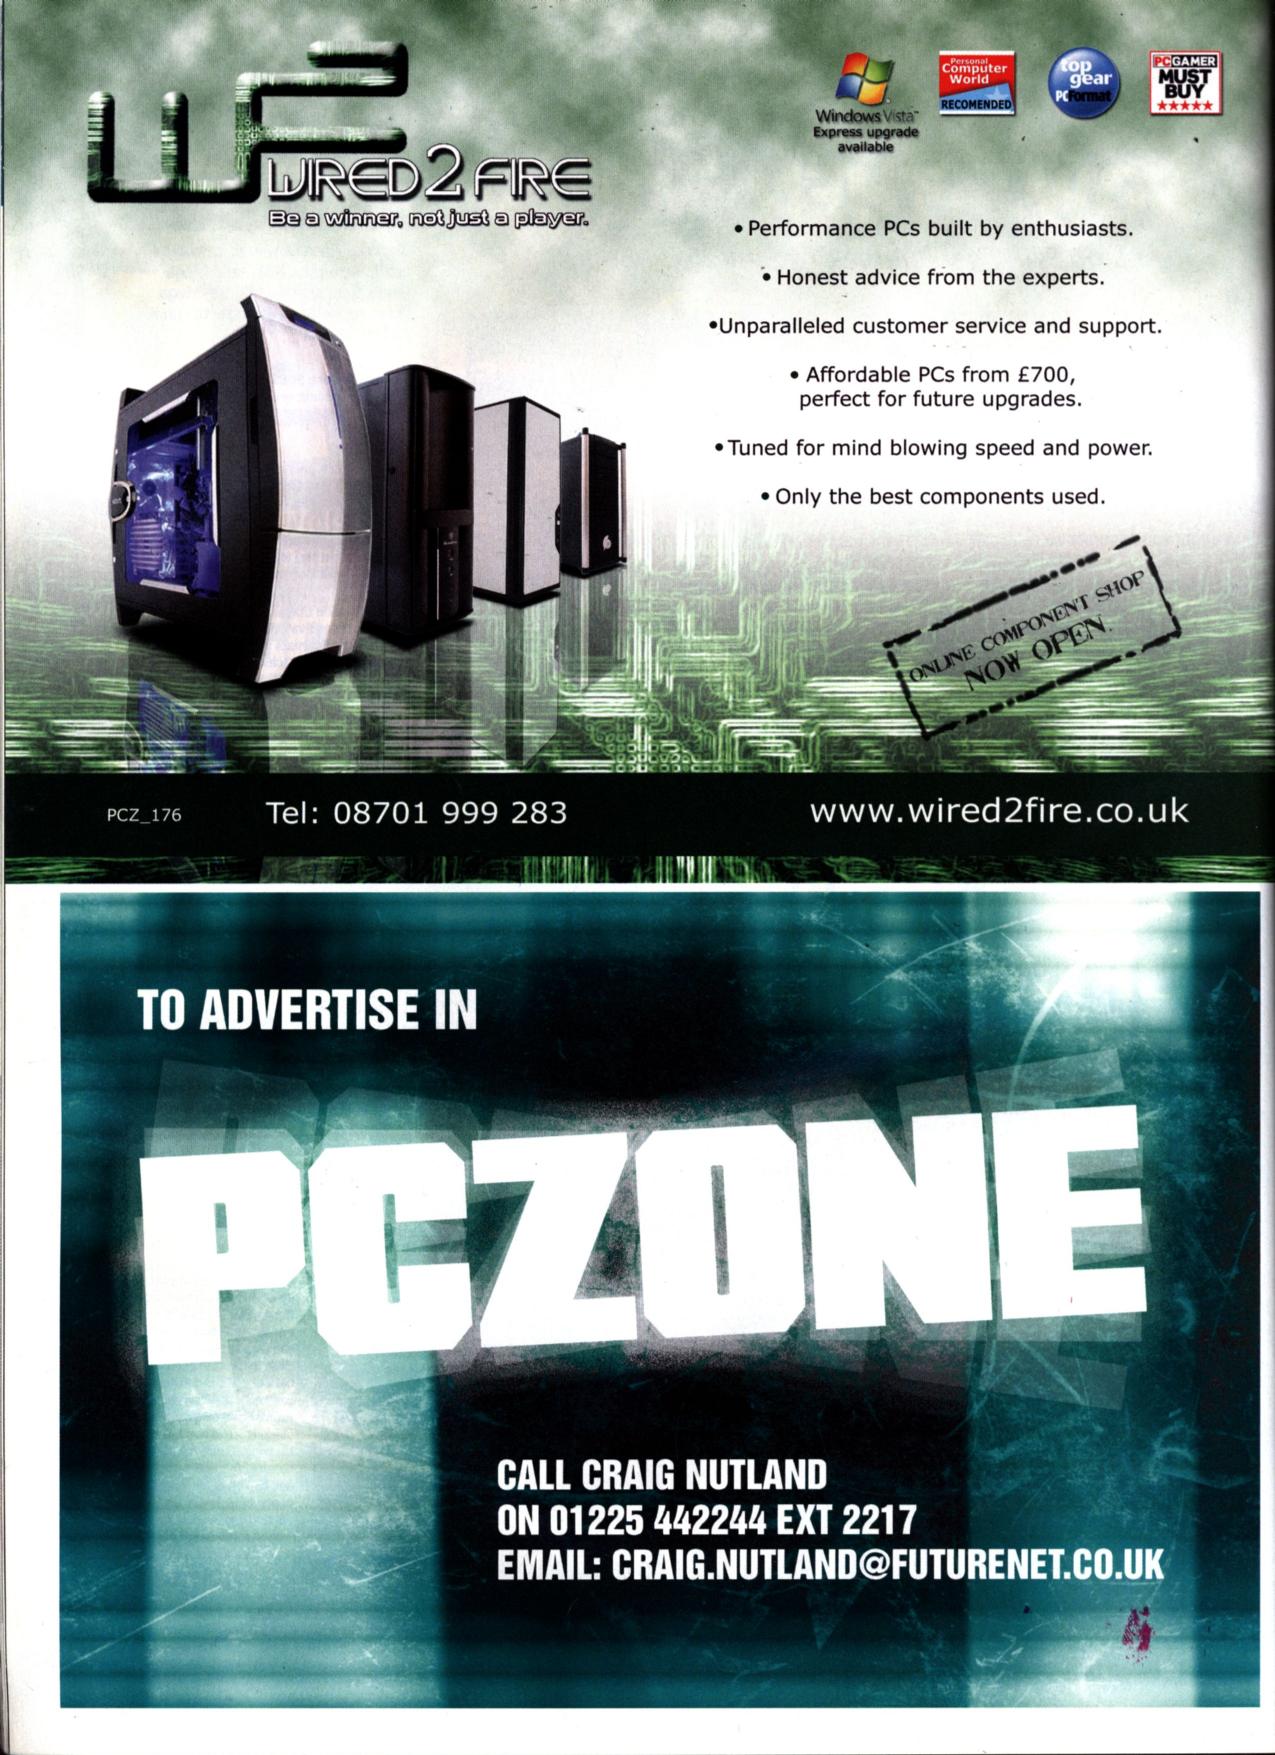 WIRED2FIRE
Be a winner, not just a player.
Windows Vista™
Express upgrade
available
Personal
Computer
World
RECOMENDED
top
gear
PCFormat
PCGAMER
MUST
BUY
★★★★★
• Performance PCs built by enthusiasts.
• Honest advice from the experts.
•Unparalleled customer service and support.
• Affordable PCs from £700,
perfect for future upgrades.
• Tuned for mind blowing speed and power.
• Only the best components used.
ONLINE COMPONENT SHOP
NOW OPEN.
PCZ_176
Tel: 08701 999 283
www.wired2fire.co.uk
TO ADVERTISE IN
PCZONE
CALL CRAIG NUTLAND
ON 01225 442244 EXT 2217
EMAIL: CRAIG.NUTLAND@FUTURENET.CO.UK